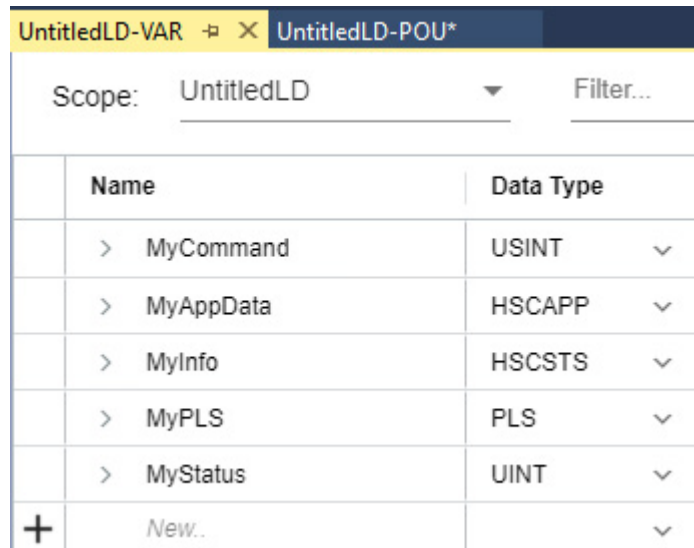 UntitledLD-VAR UntitledLD-POU*
Scope: UntitledLD Filter...
Name Data Type
MyCommand USINT
MyAppData HSCAPP
MyInfo HSCSTS
MyPLS PLS
MyStatus UINT
New..